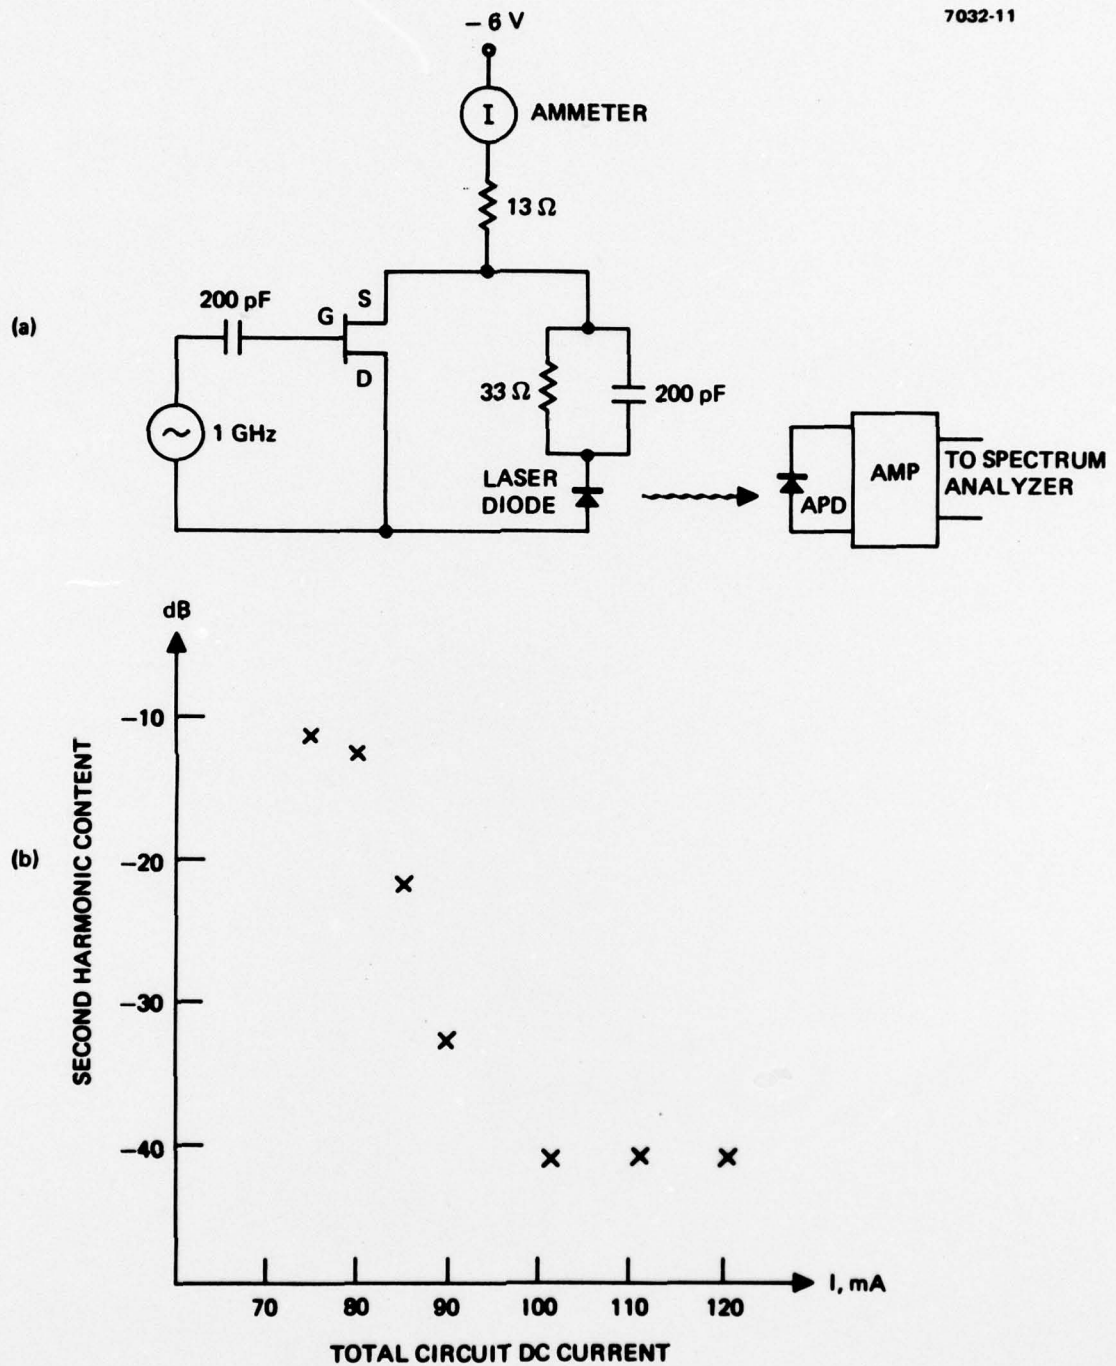 7032-11
– 6 V
I AMMETER
13 Ω
(a)
200 pF
G
S
D
1 GHz
33 Ω
200 pF
LASER
DIODE
APD
AMP
TO SPECTRUM
ANALYZER
(b)
dB
SECOND HARMONIC CONTENT
–10
–20
–30
–40
70 80 90 100 110 120
I, mA
TOTAL CIRCUIT DC CURRENT